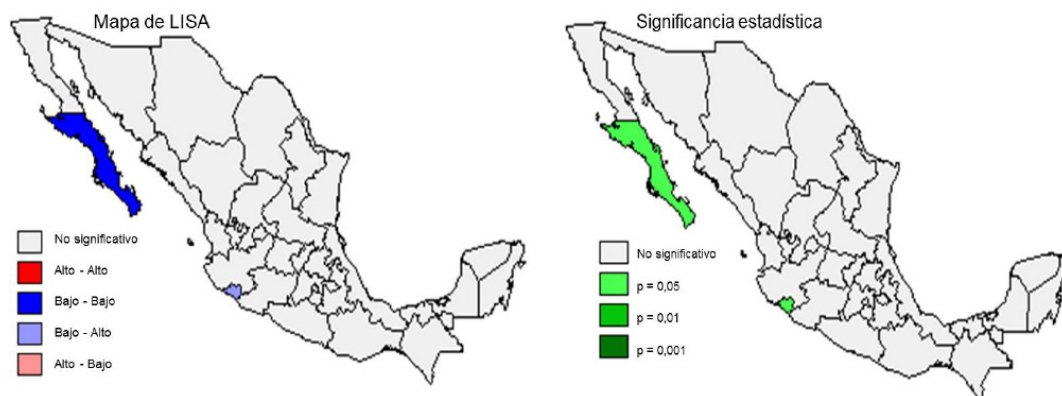 Mapa de LISA
No significativo
Alto - Alto
Bajo - Bajo
Bajo - Alto
Alto - Bajo
Significancia estadística
No significativo
p = 0,05
p = 0,01
p = 0,001